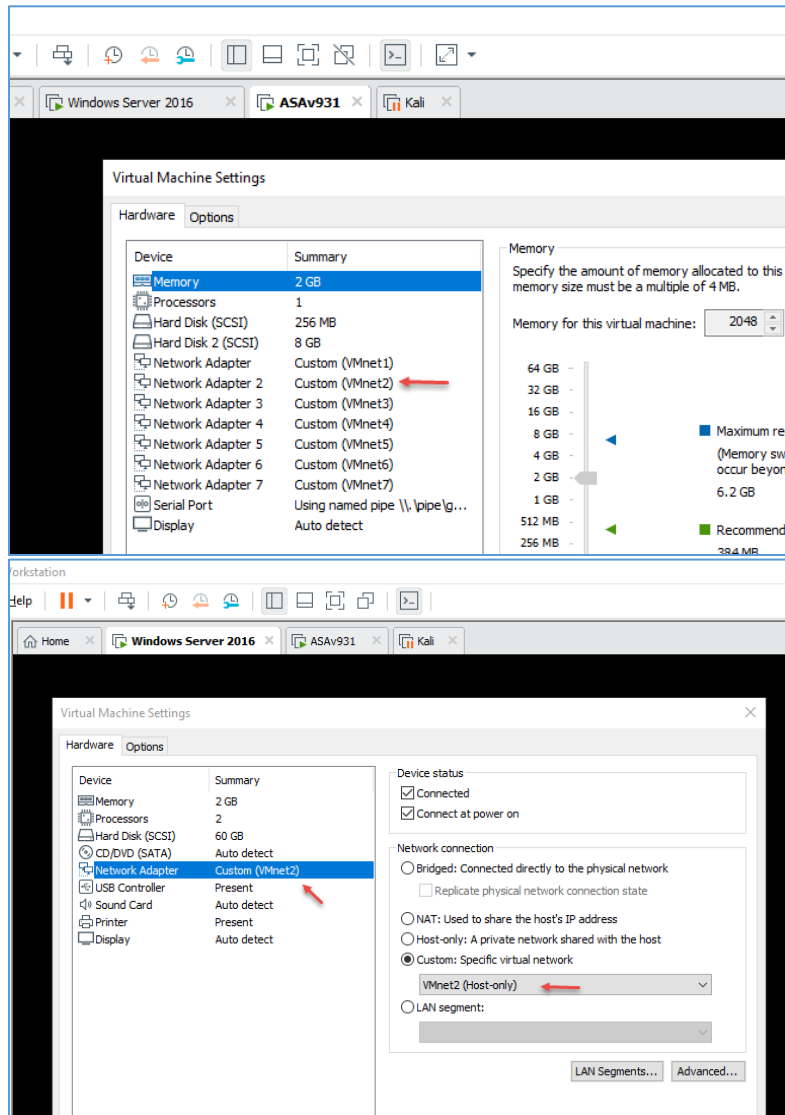 Windows Server 2016
ASAv931
Kali
Virtual Machine Settings
Hardware Options
Device Summary
Memory 2 GB
Processors 1
Hard Disk (SCSI) 256 MB
Hard Disk 2 (SCSI) 8 GB
Network Adapter Custom (VMnet1)
Network Adapter 2 Custom (VMnet2)
Network Adapter 3 Custom (VMnet3)
Network Adapter 4 Custom (VMnet4)
Network Adapter 5 Custom (VMnet5)
Network Adapter 6 Custom (VMnet6)
Network Adapter 7 Custom (VMnet7)
Serial Port Using named pipe \\.\pipe\g...
Display Auto detect
Memory
Specify the amount of memory allocated to this
memory size must be a multiple of 4 MB.
Memory for this virtual machine: 2048
64 GB
32 GB
16 GB
8 GB
4 GB
2 GB
1 GB
512 MB
256 MB
Maximum re
(Memory sw
occur beyon
6.2 GB
Recommend
384 MB
orkstation
Help
Home
Windows Server 2016
ASAv931
Kali
Virtual Machine Settings
Hardware Options
Device Summary
Memory 2 GB
Processors 2
Hard Disk (SCSI) 60 GB
CD/DVD (SATA) Auto detect
Network Adapter Custom (VMnet2)
USB Controller Present
Sound Card Auto detect
Printer Present
Display Auto detect
Device status
Connected
Connect at power on
Network connection
Bridged: Connected directly to the physical network
Replicate physical network connection state
NAT: Used to share the host's IP address
Host-only: A private network shared with the host
Custom: Specific virtual network
VMnet2 (Host-only)
LAN segment:
LAN Segments... Advanced...